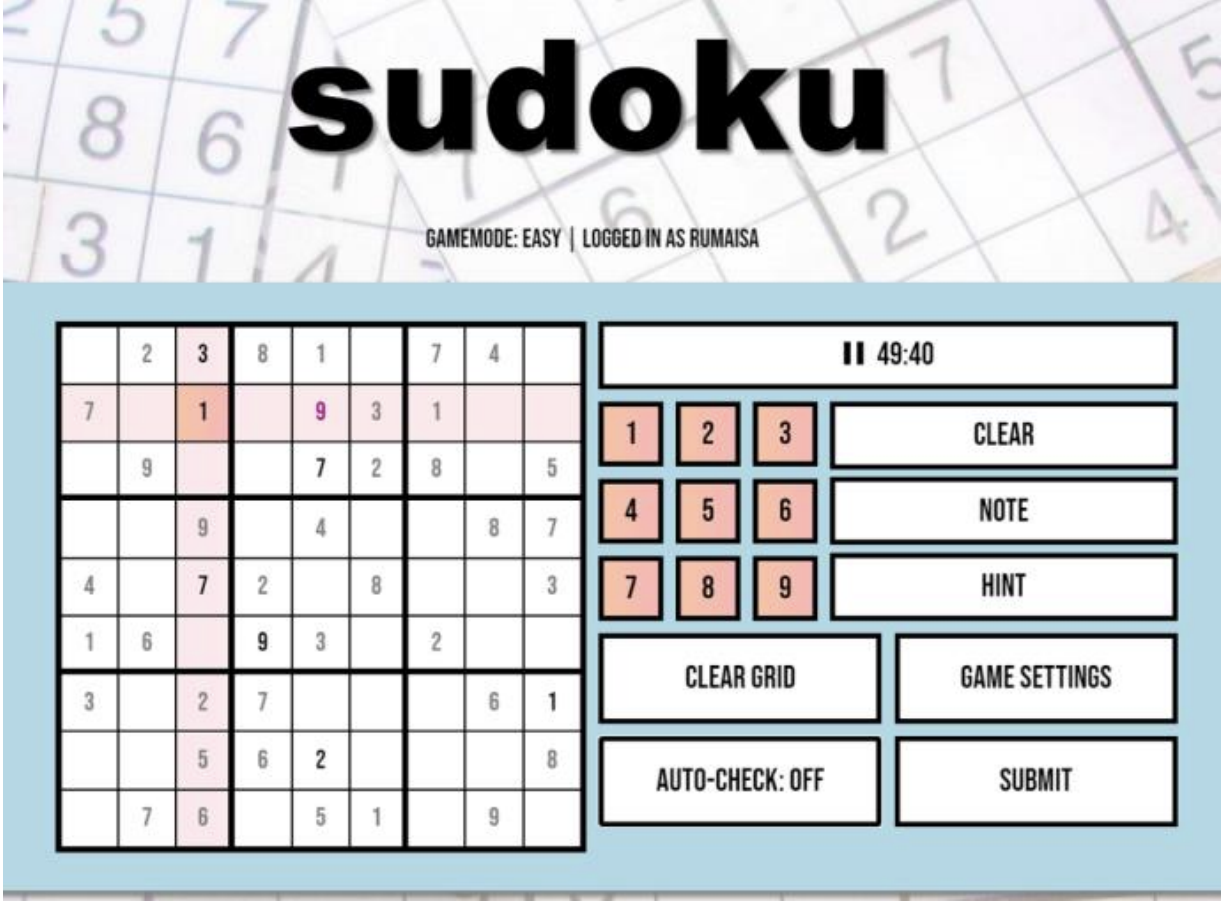 sudoku
GAMEMODE: EASY | LOGGED IN AS RUMAISA
2 3 8 1 7 4
7 1 9 3 1
9 7 2 8 5
9 4 8 7
4 7 2 8 3
1 6 9 3 2
3 2 7 6 1
5 6 2 8
7 6 5 1 9
49:40
1 2 3 CLEAR
4 5 6 NOTE
7 8 9 HINT
CLEAR GRID GAME SETTINGS
AUTO-CHECK: OFF SUBMIT